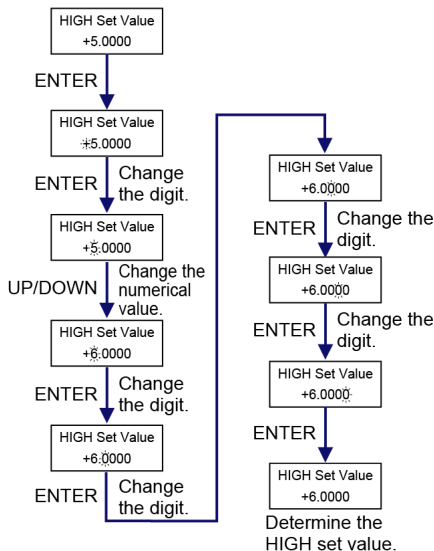 HIGH Set Value
+5.0000
ENTER
HIGH Set Value
+5.0000
ENTER
Change
the digit.
HIGH Set Value
+5.0000
UP/DOWN
Change the
numerical
value.
HIGH Set Value
+6.0000
ENTER
Change
the digit.
HIGH Set Value
+6.0000
ENTER
Change
the digit.
HIGH Set Value
+6.0000
ENTER
Change the
digit.
HIGH Set Value
+6.0000
ENTER
Change the
digit.
HIGH Set Value
+6.0000
ENTER
HIGH Set Value
+6.0000
Determine the
HIGH set value.